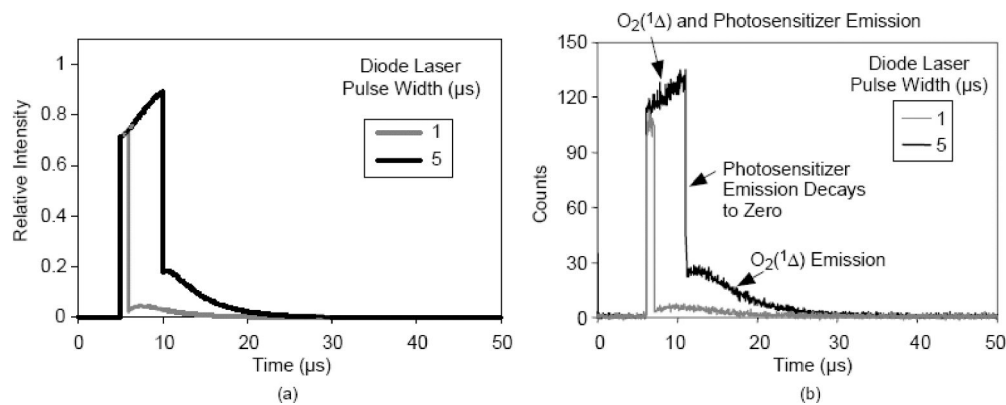 Relative Intensity
1
0.8
0.6
0.4
0.2
0
Diode Laser
Pulse Width (μs)
1
5
0 10 20 30 40 50
Time (μs)
(a)
O2(¹Δ) and Photosensitizer Emission
Counts
150
120
90
60
30
0
Diode Laser
Pulse Width (μs)
1
5
Photosensitizer
Emission Decays
to Zero
O2(¹Δ) Emission
0 10 20 30 40 50
Time (μs)
(b)